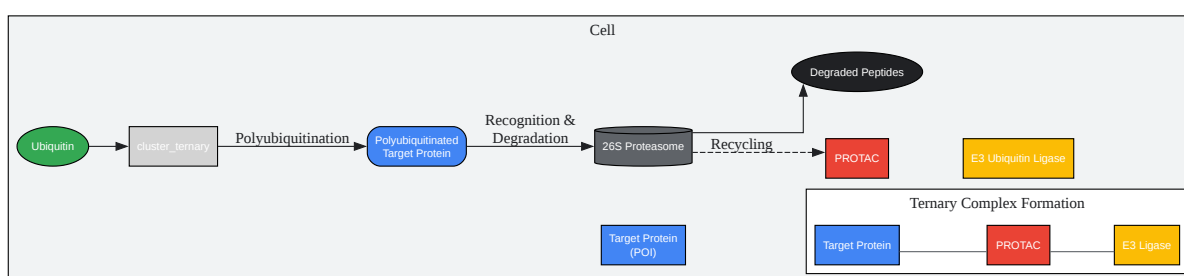 Cell
Degraded Peptides
Ubiquitin
cluster_ternary
Polyubiquitination
Polyubiquitinated
Target Protein
Recognition &
Degradation
26S Proteasome
Recycling
PROTAC
E3 Ubiquitin Ligase
Ternary Complex Formation
Target Protein
PROTAC
E3 Ligase
Target Protein
(POI)